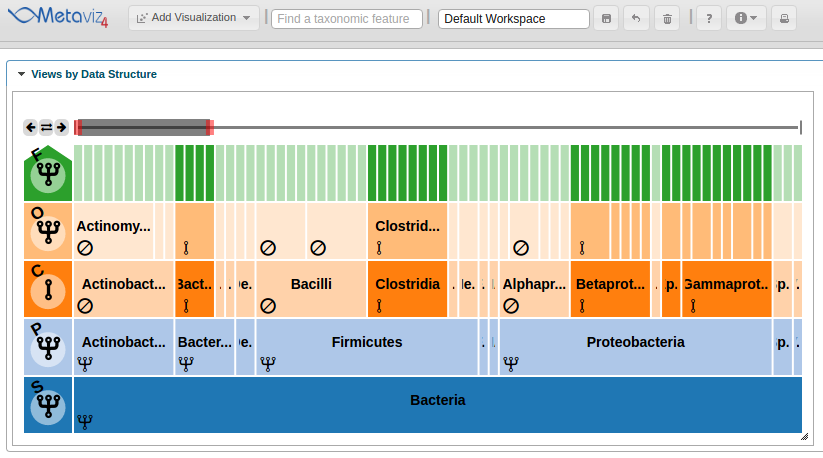 Metaviz4 Add Visualization Find a taxonomic feature Default Workspace ?
Views by Data Structure
F
O Actinomy... Clostrid...
C Actinobact... Bact... Bacilli Clostridia Alphapr... Betaprot... Gammaprot...
P Actinobact... Bacter... Firmicutes Proteobacteria
S Bacteria